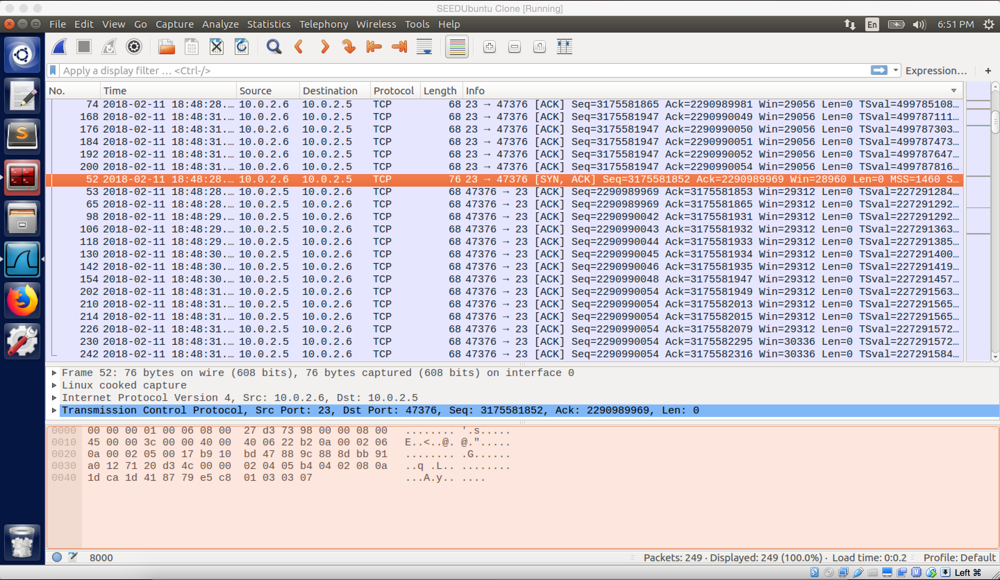 SEEDUbuntu Clone [Running]
File Edit View Go Capture Analyze Statistics Telephony Wireless Tools Help En 6:51 PM
Apply a display filter ... <Ctrl-/> Expression... +
No. Time Source Destination Protocol Length Info
74 2018-02-11 18:48:28.… 10.0.2.6 10.0.2.5 TCP 68 23 → 47376 [ACK] Seq=3175581865 Ack=2290989981 Win=29056 Len=0 TSval=499785108…
168 2018-02-11 18:48:31.… 10.0.2.6 10.0.2.5 TCP 68 23 → 47376 [ACK] Seq=3175581947 Ack=2290990049 Win=29056 Len=0 TSval=499787111…
176 2018-02-11 18:48:31.… 10.0.2.6 10.0.2.5 TCP 68 23 → 47376 [ACK] Seq=3175581947 Ack=2290990050 Win=29056 Len=0 TSval=499787303…
184 2018-02-11 18:48:31.… 10.0.2.6 10.0.2.5 TCP 68 23 → 47376 [ACK] Seq=3175581947 Ack=2290990051 Win=29056 Len=0 TSval=499787473…
192 2018-02-11 18:48:31.… 10.0.2.6 10.0.2.5 TCP 68 23 → 47376 [ACK] Seq=3175581947 Ack=2290990052 Win=29056 Len=0 TSval=499787647…
200 2018-02-11 18:48:31.… 10.0.2.6 10.0.2.5 TCP 68 23 → 47376 [ACK] Seq=3175581947 Ack=2290990054 Win=29056 Len=0 TSval=499787816…
52 2018-02-11 18:48:28.… 10.0.2.6 10.0.2.5 TCP 76 23 → 47376 [SYN, ACK] Seq=3175581852 Ack=2290989969 Win=28960 Len=0 MSS=1460 S…
53 2018-02-11 18:48:28.… 10.0.2.5 10.0.2.6 TCP 68 47376 → 23 [ACK] Seq=2290989969 Ack=3175581853 Win=29312 Len=0 TSval=227291284…
65 2018-02-11 18:48:28.… 10.0.2.5 10.0.2.6 TCP 68 47376 → 23 [ACK] Seq=2290989969 Ack=3175581865 Win=29312 Len=0 TSval=227291292…
98 2018-02-11 18:48:29.… 10.0.2.5 10.0.2.6 TCP 68 47376 → 23 [ACK] Seq=2290990042 Ack=3175581931 Win=29312 Len=0 TSval=227291292…
106 2018-02-11 18:48:29.… 10.0.2.5 10.0.2.6 TCP 68 47376 → 23 [ACK] Seq=2290990043 Ack=3175581932 Win=29312 Len=0 TSval=227291363…
118 2018-02-11 18:48:29.… 10.0.2.5 10.0.2.6 TCP 68 47376 → 23 [ACK] Seq=2290990044 Ack=3175581933 Win=29312 Len=0 TSval=227291385…
130 2018-02-11 18:48:30.… 10.0.2.5 10.0.2.6 TCP 68 47376 → 23 [ACK] Seq=2290990045 Ack=3175581934 Win=29312 Len=0 TSval=227291400…
142 2018-02-11 18:48:30.… 10.0.2.5 10.0.2.6 TCP 68 47376 → 23 [ACK] Seq=2290990046 Ack=3175581935 Win=29312 Len=0 TSval=227291419…
154 2018-02-11 18:48:30.… 10.0.2.5 10.0.2.6 TCP 68 47376 → 23 [ACK] Seq=2290990048 Ack=3175581947 Win=29312 Len=0 TSval=227291457…
202 2018-02-11 18:48:31.… 10.0.2.5 10.0.2.6 TCP 68 47376 → 23 [ACK] Seq=2290990054 Ack=3175581949 Win=29312 Len=0 TSval=227291563…
210 2018-02-11 18:48:31.… 10.0.2.5 10.0.2.6 TCP 68 47376 → 23 [ACK] Seq=2290990054 Ack=3175582013 Win=29312 Len=0 TSval=227291565…
214 2018-02-11 18:48:31.… 10.0.2.5 10.0.2.6 TCP 68 47376 → 23 [ACK] Seq=2290990054 Ack=3175582015 Win=29312 Len=0 TSval=227291565…
226 2018-02-11 18:48:31.… 10.0.2.5 10.0.2.6 TCP 68 47376 → 23 [ACK] Seq=2290990054 Ack=3175582079 Win=29312 Len=0 TSval=227291572…
230 2018-02-11 18:48:31.… 10.0.2.5 10.0.2.6 TCP 68 47376 → 23 [ACK] Seq=2290990054 Ack=3175582295 Win=30336 Len=0 TSval=227291572…
242 2018-02-11 18:48:31.… 10.0.2.5 10.0.2.6 TCP 68 47376 → 23 [ACK] Seq=2290990054 Ack=3175582316 Win=30336 Len=0 TSval=227291584…
Frame 52: 76 bytes on wire (608 bits), 76 bytes captured (608 bits) on interface 0
Linux cooked capture
Internet Protocol Version 4, Src: 10.0.2.6, Dst: 10.0.2.5
Transmission Control Protocol, Src Port: 23, Dst Port: 47376, Seq: 3175581852, Ack: 2290989969, Len: 0
0000 00 00 00 01 00 06 08 00 27 d3 73 98 00 00 08 00 ........ '.s.....
0010 45 00 00 3c 00 00 40 00 40 06 22 b2 0a 00 02 06 E..<..@. @.".....
0020 0a 00 02 05 00 17 b9 10 bd 47 88 9c 88 8d bb 91 ........ .G......
0030 a0 12 71 20 d3 4c 00 00 02 04 05 b4 04 02 08 0a ..q .L.. ........
0040 1d ca 1d 41 87 79 e5 c8 01 03 03 07 ...A.y.. ....
8000 Packets: 249 · Displayed: 249 (100.0%) · Load time: 0:0.2 Profile: Default
Left ⌘